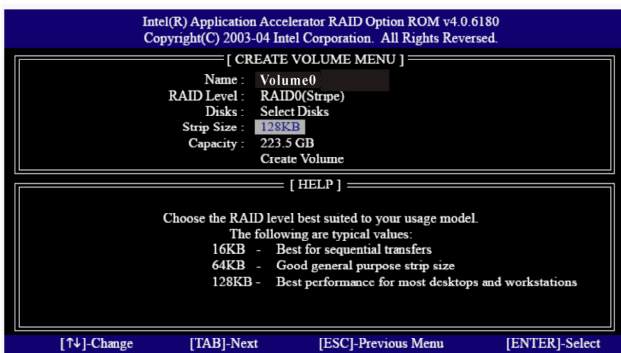 Intel(R) Application Accelerator RAID Option ROM v4.0.6180
Copyright(C) 2003-04 Intel Corporation. All Rights Reversed.
[ CREATE VOLUME MENU ]
Name : Volume0
RAID Level : RAID0(Stripe)
Disks : Select Disks
Strip Size : 128KB
Capacity : 223.5 GB
Create Volume
[ HELP ]
Choose the RAID level best suited to your usage model.
The following are typical values:
16KB - Best for sequential transfers
64KB - Good general purpose strip size
128KB - Best performance for most desktops and workstations
[↑↓]-Change [TAB]-Next [ESC]-Previous Menu [ENTER]-Select